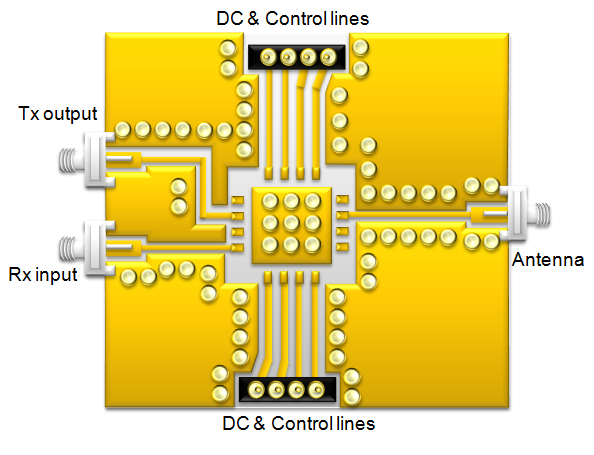 DC & Control lines
Tx output
Rx input
Antenna
DC & Control lines